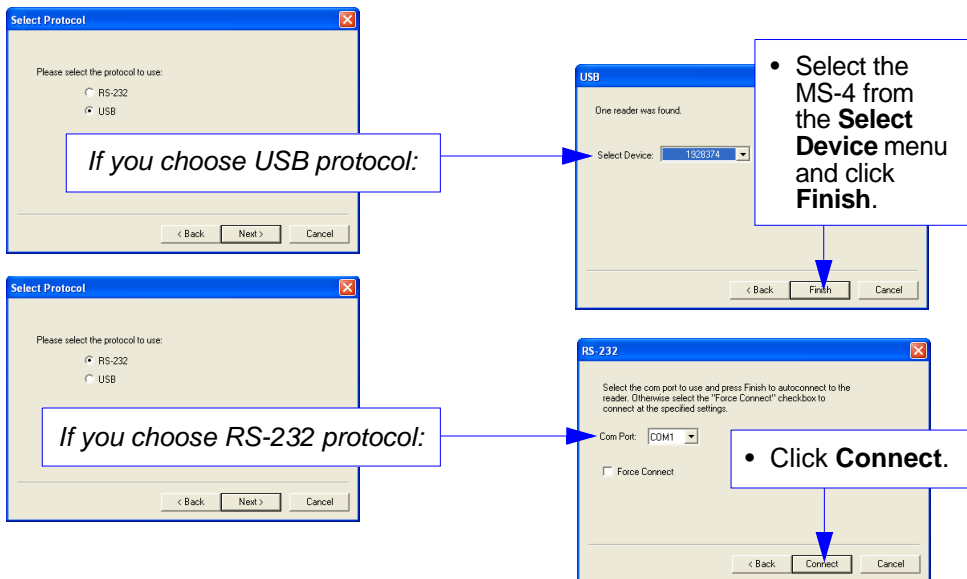 Select Protocol
Please select the protocol to use:
RS-232
USB
If you choose USB protocol:
< Back Next > Cancel
USB
One reader was found.
Select Device: 1928374
• Select the
MS-4 from
the Select
Device menu
and click
Finish.
< Back Finish Cancel
Select Protocol
Please select the protocol to use:
RS-232
USB
If you choose RS-232 protocol:
< Back Next > Cancel
RS-232
Select the com port to use and press Finish to autoconnect to the
reader. Otherwise select the "Force Connect" checkbox to
connect at the specified settings.
Com Port: COM1
Force Connect
• Click Connect.
< Back Connect Cancel